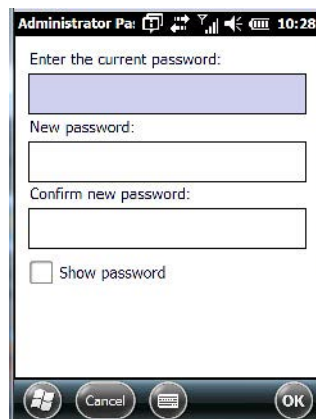 Administrator Pa: 10:28
Enter the current password:
New password:
Confirm new password:
Show password
Cancel OK